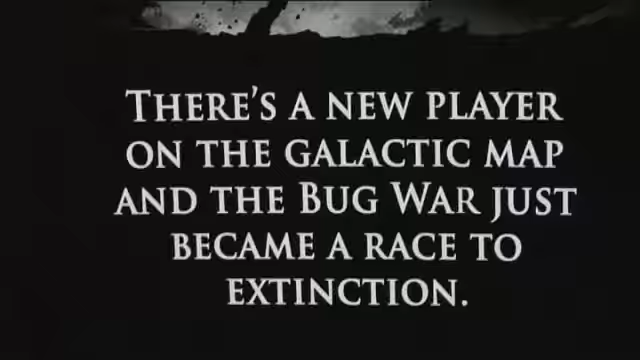 There's a new player
on the galactic map
and the Bug War just
became a race to
extinction.